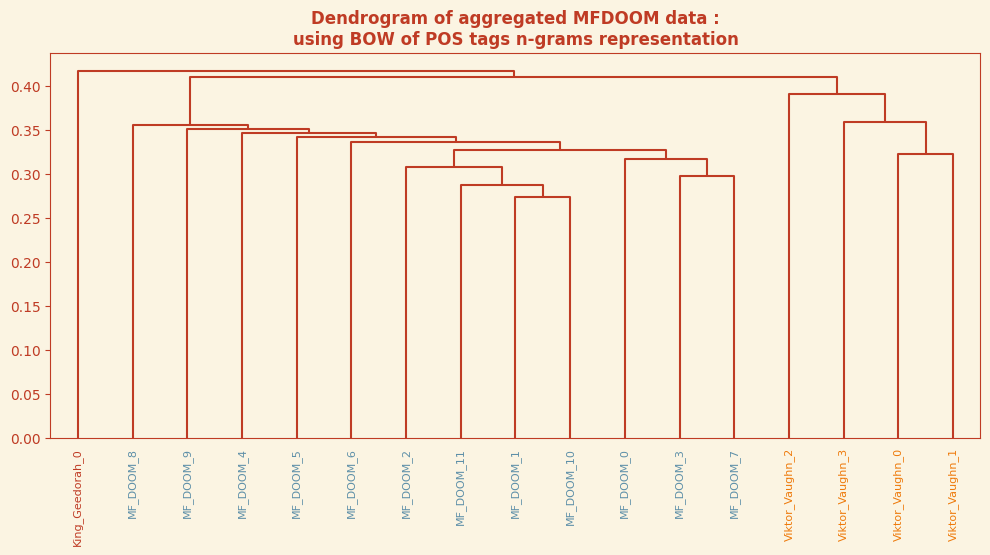 Dendrogram of aggregated MFDOOM data :
using BOW of POS tags n-grams representation
0.40
0.35
0.30
0.25
0.20
0.15
0.10
0.05
0.00
King_Geedorah_0
MF_DOOM_8
MF_DOOM_9
MF_DOOM_4
MF_DOOM_5
MF_DOOM_6
MF_DOOM_2
MF_DOOM_11
MF_DOOM_1
MF_DOOM_10
MF_DOOM_0
MF_DOOM_3
MF_DOOM_7
Viktor_Vaughn_2
Viktor_Vaughn_3
Viktor_Vaughn_0
Viktor_Vaughn_1